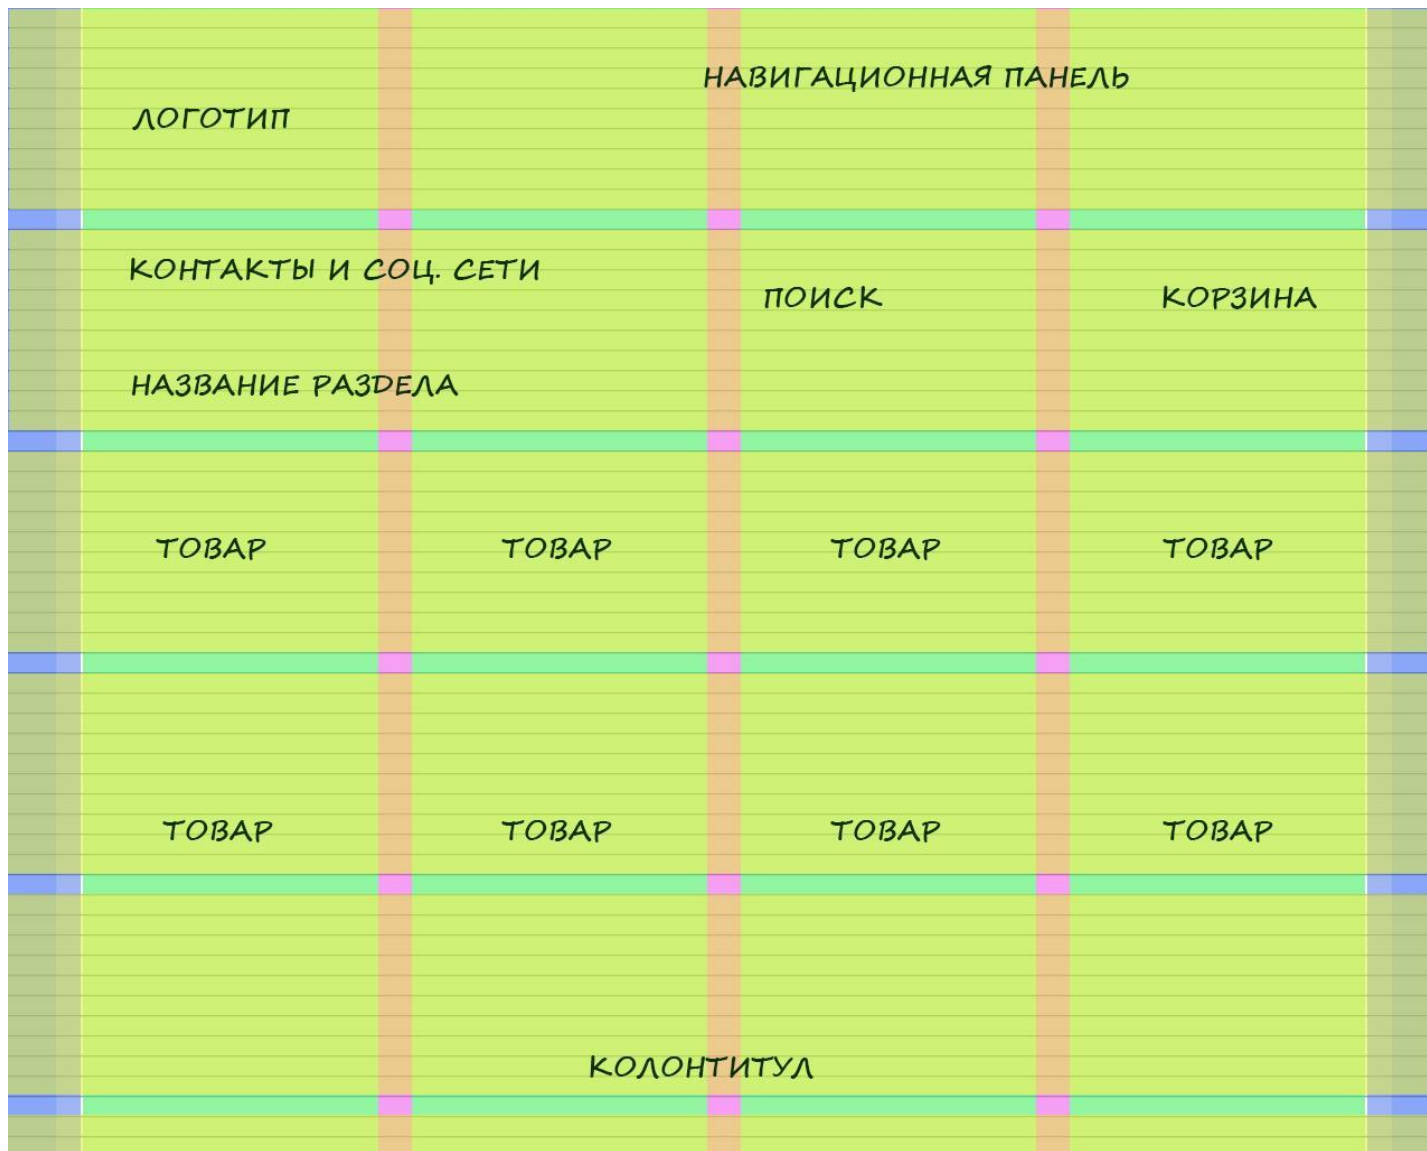 НАВИГАЦИОННАЯ ПАНЕЛЬ
ЛОГОТИП
КОНТАКТЫ И СОЦ. СЕТИ
ПОИСК
КОРЗИНА
НАЗВАНИЕ РАЗДЕЛА
ТОВАР ТОВАР ТОВАР ТОВАР
ТОВАР ТОВАР ТОВАР ТОВАР
КОЛОНТИТУЛ